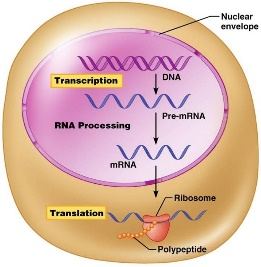 Nuclear
envelope
DNA
Transcription
Pre-mRNA
RNA Processing
mRNA
Ribosome
Translation
Polypeptide